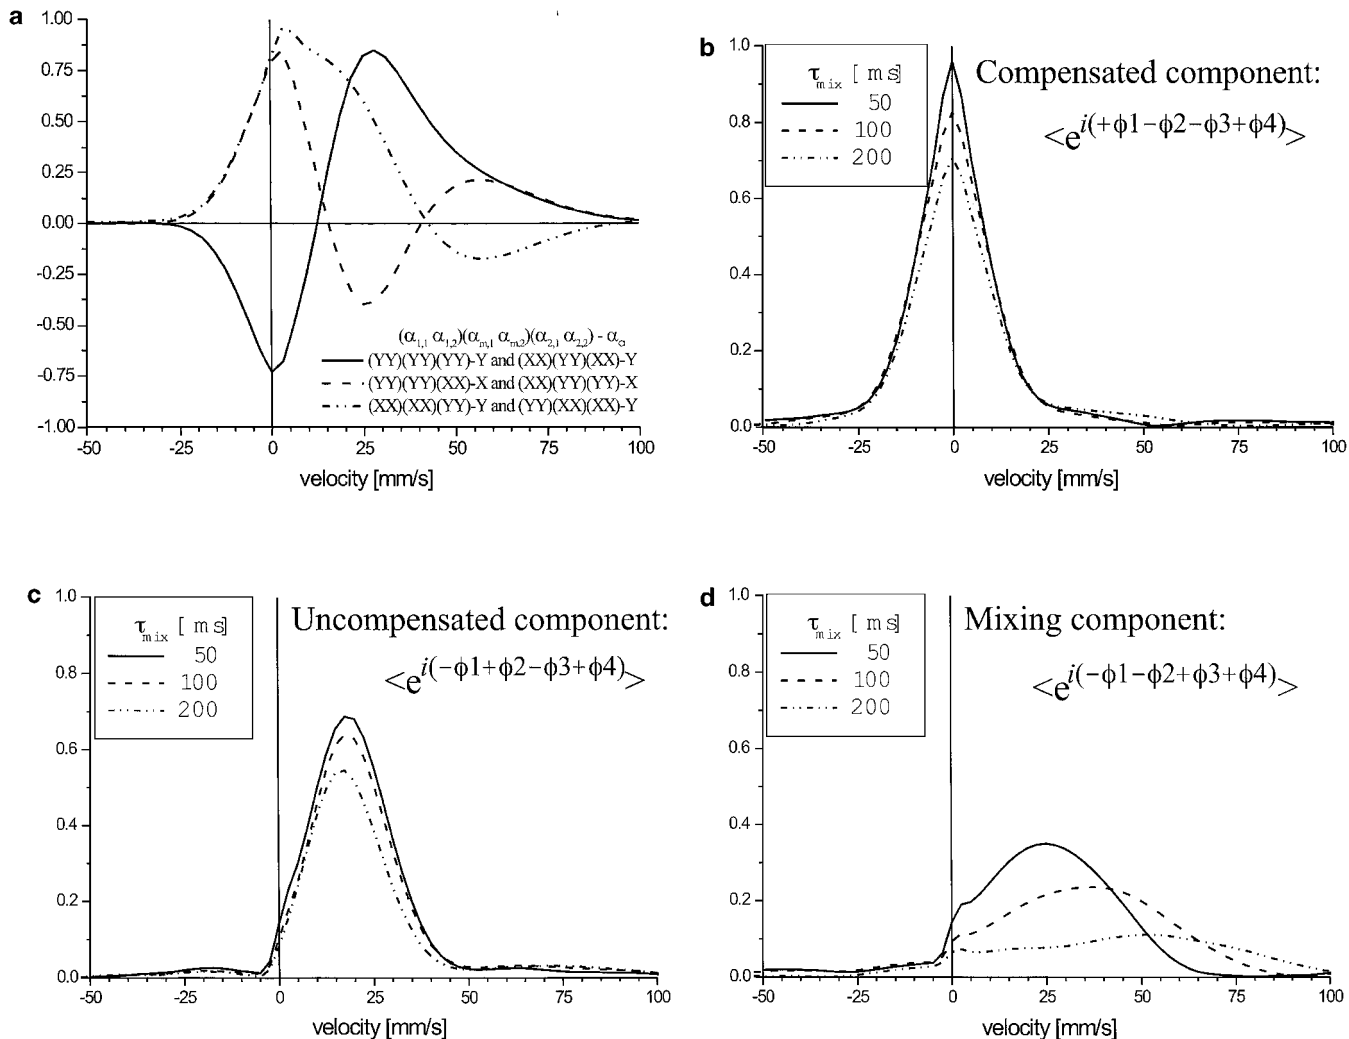 a
1.00
0.75
0.50
0.25
0.00
-0.25
-0.50
-0.75
-1.00
(α1,1 α1,2)(αm,1 αm,2)(α2,1 α2,2) - αa
(YY)(YY)(YY)-Y and (XX)(YY)(XX)-Y
(YY)(YY)(XX)-X and (XX)(YY)(YY)-X
(XX)(XX)(YY)-Y and (YY)(XX)(XX)-Y
-50 -25 0 25 50 75 100
velocity [mm/s]
b
1.0
0.8
0.6
0.4
0.2
0.0
τmix [ ms]
50
100
200
Compensated component:
<e^i(+ϕ1−ϕ2−ϕ3+ϕ4)>
-50 -25 0 25 50 75 100
velocity [mm/s]
c
1.0
0.8
0.6
0.4
0.2
0.0
τmix [ ms]
50
100
200
Uncompensated component:
<e^i(−ϕ1+ϕ2−ϕ3+ϕ4)>
-50 -25 0 25 50 75 100
velocity [mm/s]
d
1.0
0.8
0.6
0.4
0.2
0.0
τmix [ ms]
50
100
200
Mixing component:
<e^i(−ϕ1−ϕ2+ϕ3+ϕ4)>
-50 -25 0 25 50 75 100
velocity [mm/s]